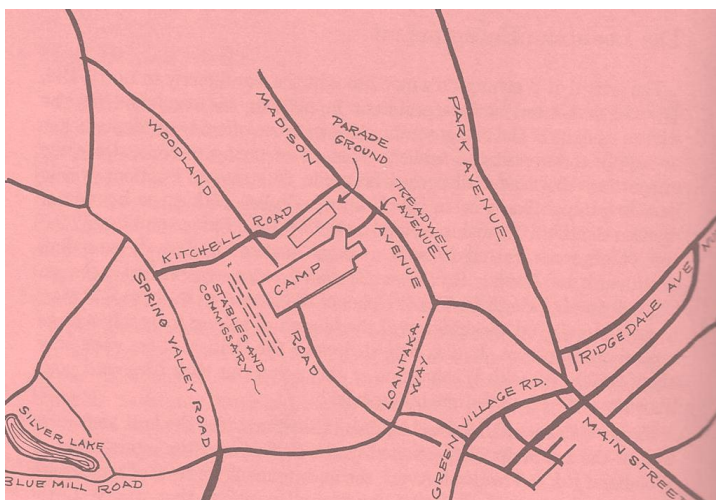 WOODLAND
MADISON
PARADE
GROUND
PARK AVENUE
TREADWELL
AVENUE
KITCHELL ROAD
AVENUE
CAMP
STABLES AND
COMMISSARY
ROAD
SPRING VALLEY ROAD
LOANTAKA
WAY
RIDGEDALE AVE
GREEN VILLAGE RD.
MAIN STREE
SILVER LAKE
BLUE MILL ROAD